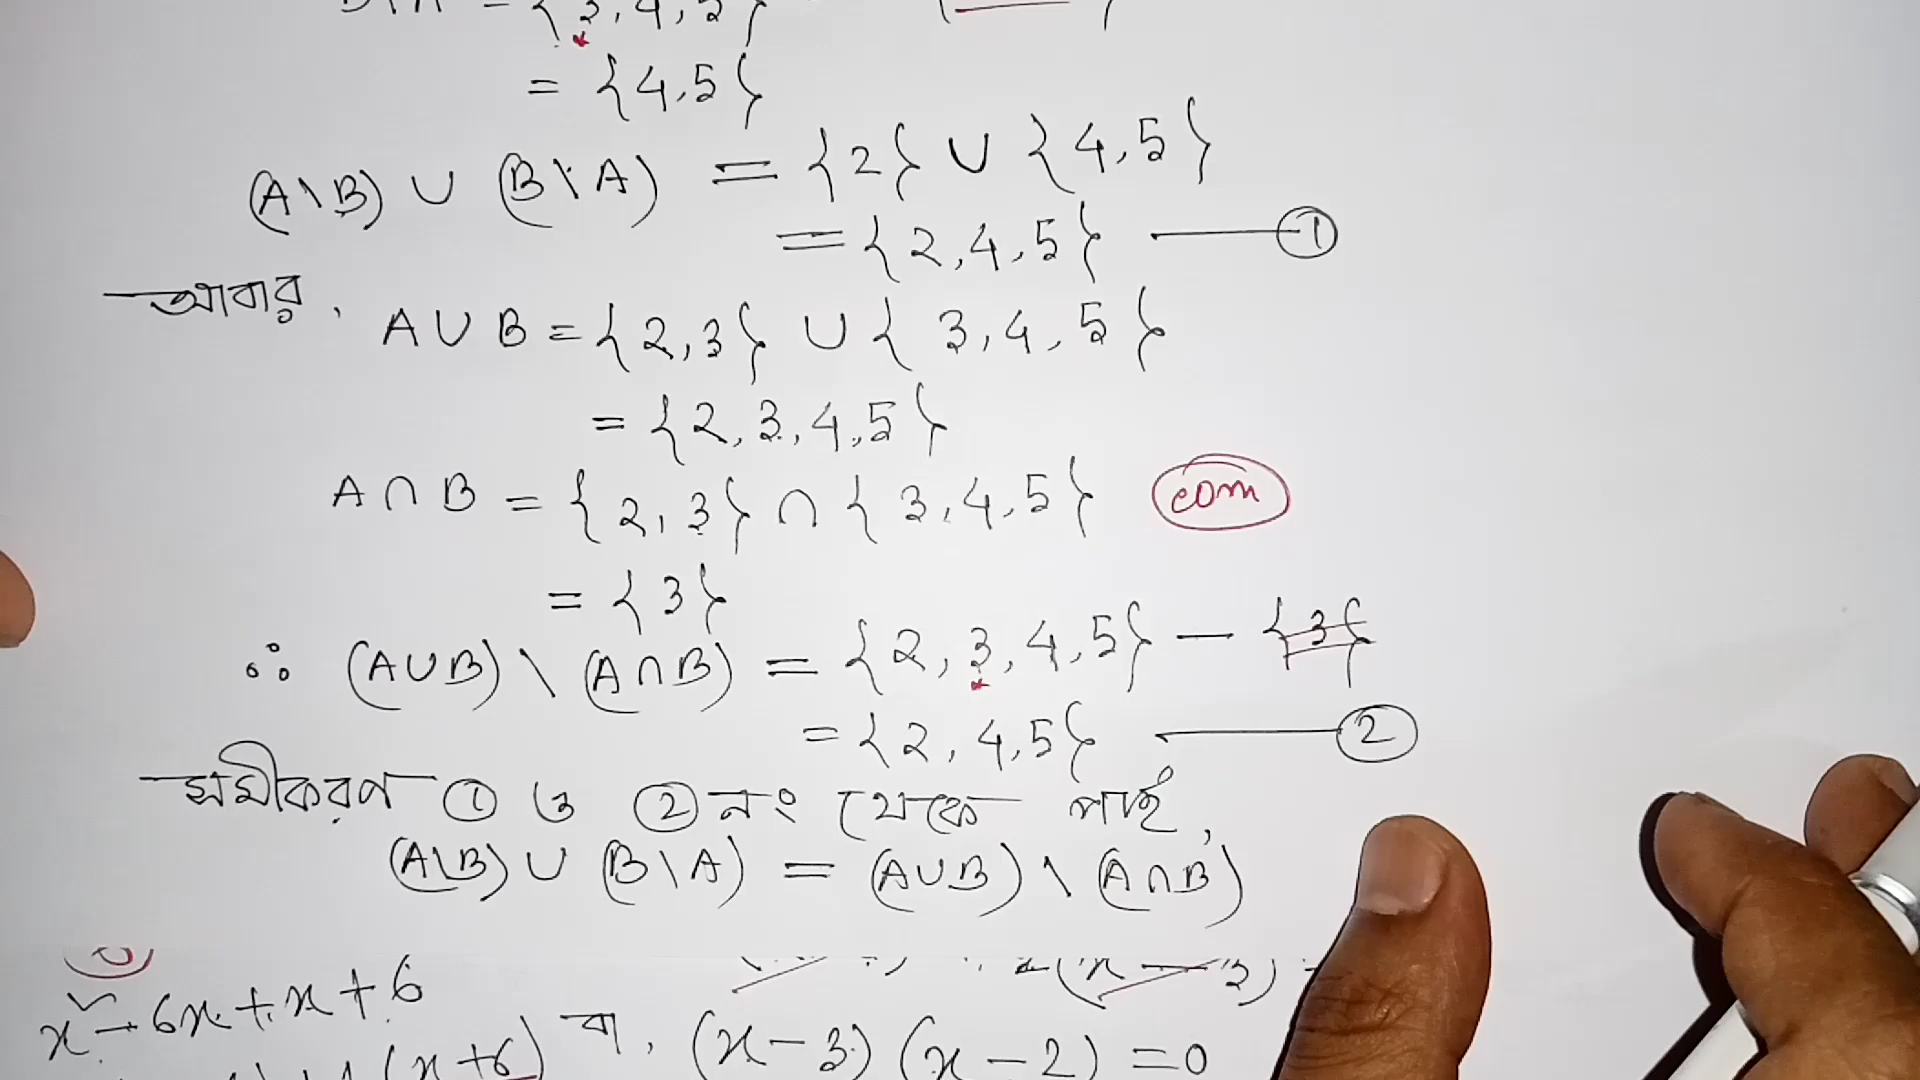 = {4,5}
(A\B) ∪ (B\A) = {2} ∪ {4,5}
= {2,4,5} — ①
আবার, A∪B = {2,3} ∪ {3,4,5}
= {2,3,4,5}
A∩B = {2,3} ∩ {3,4,5} com
= {3}
∴ (A∪B) \ (A∩B) = {2,3,4,5} — {3}
= {2,4,5} — ②
সমীকরণ ① ও ② নং থেকে পাই,
(A\B) ∪ (B\A) = (A∪B) \ (A∩B)
x² - 6x + x + 6
(x+6) বা, (x-3)(x-2) = 0